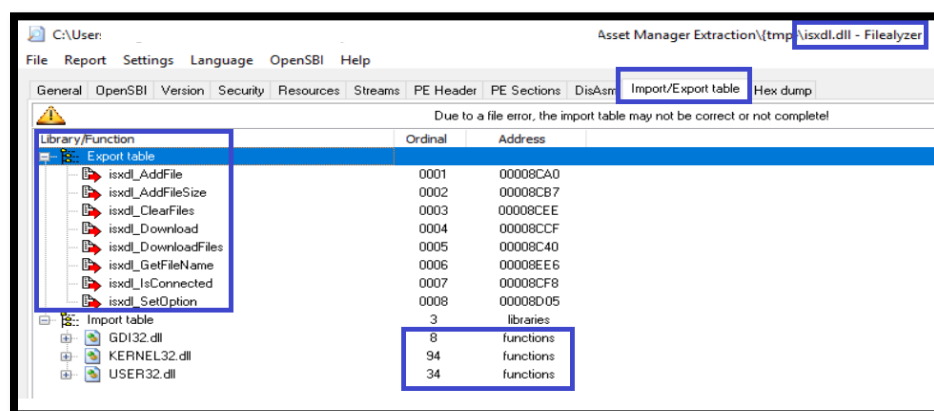 C:\User: Asset Manager Extraction\{tmp \isxdl.dll - Filealyzer
File Report Settings Language OpenSBI Help
General OpenSBI Version Security Resources Streams PE Header PE Sections DisAsm Import/Export table Hex dump
Due to a file error, the import table may not be correct or not complete!
Library/Function Ordinal Address
Export table
isxdl_AddFile 0001 00008CA0
isxdl_AddFileSize 0002 00008CB7
isxdl_ClearFiles 0003 00008CEE
isxdl_Download 0004 00008CCF
isxdl_DownloadFiles 0005 00008C40
isxdl_GetFileName 0006 00008EE6
isxdl_IsConnected 0007 00008CF8
isxdl_SetOption 0008 00008D05
Import table 3 libraries
GDI32.dll 8 functions
KERNEL32.dll 94 functions
USER32.dll 34 functions